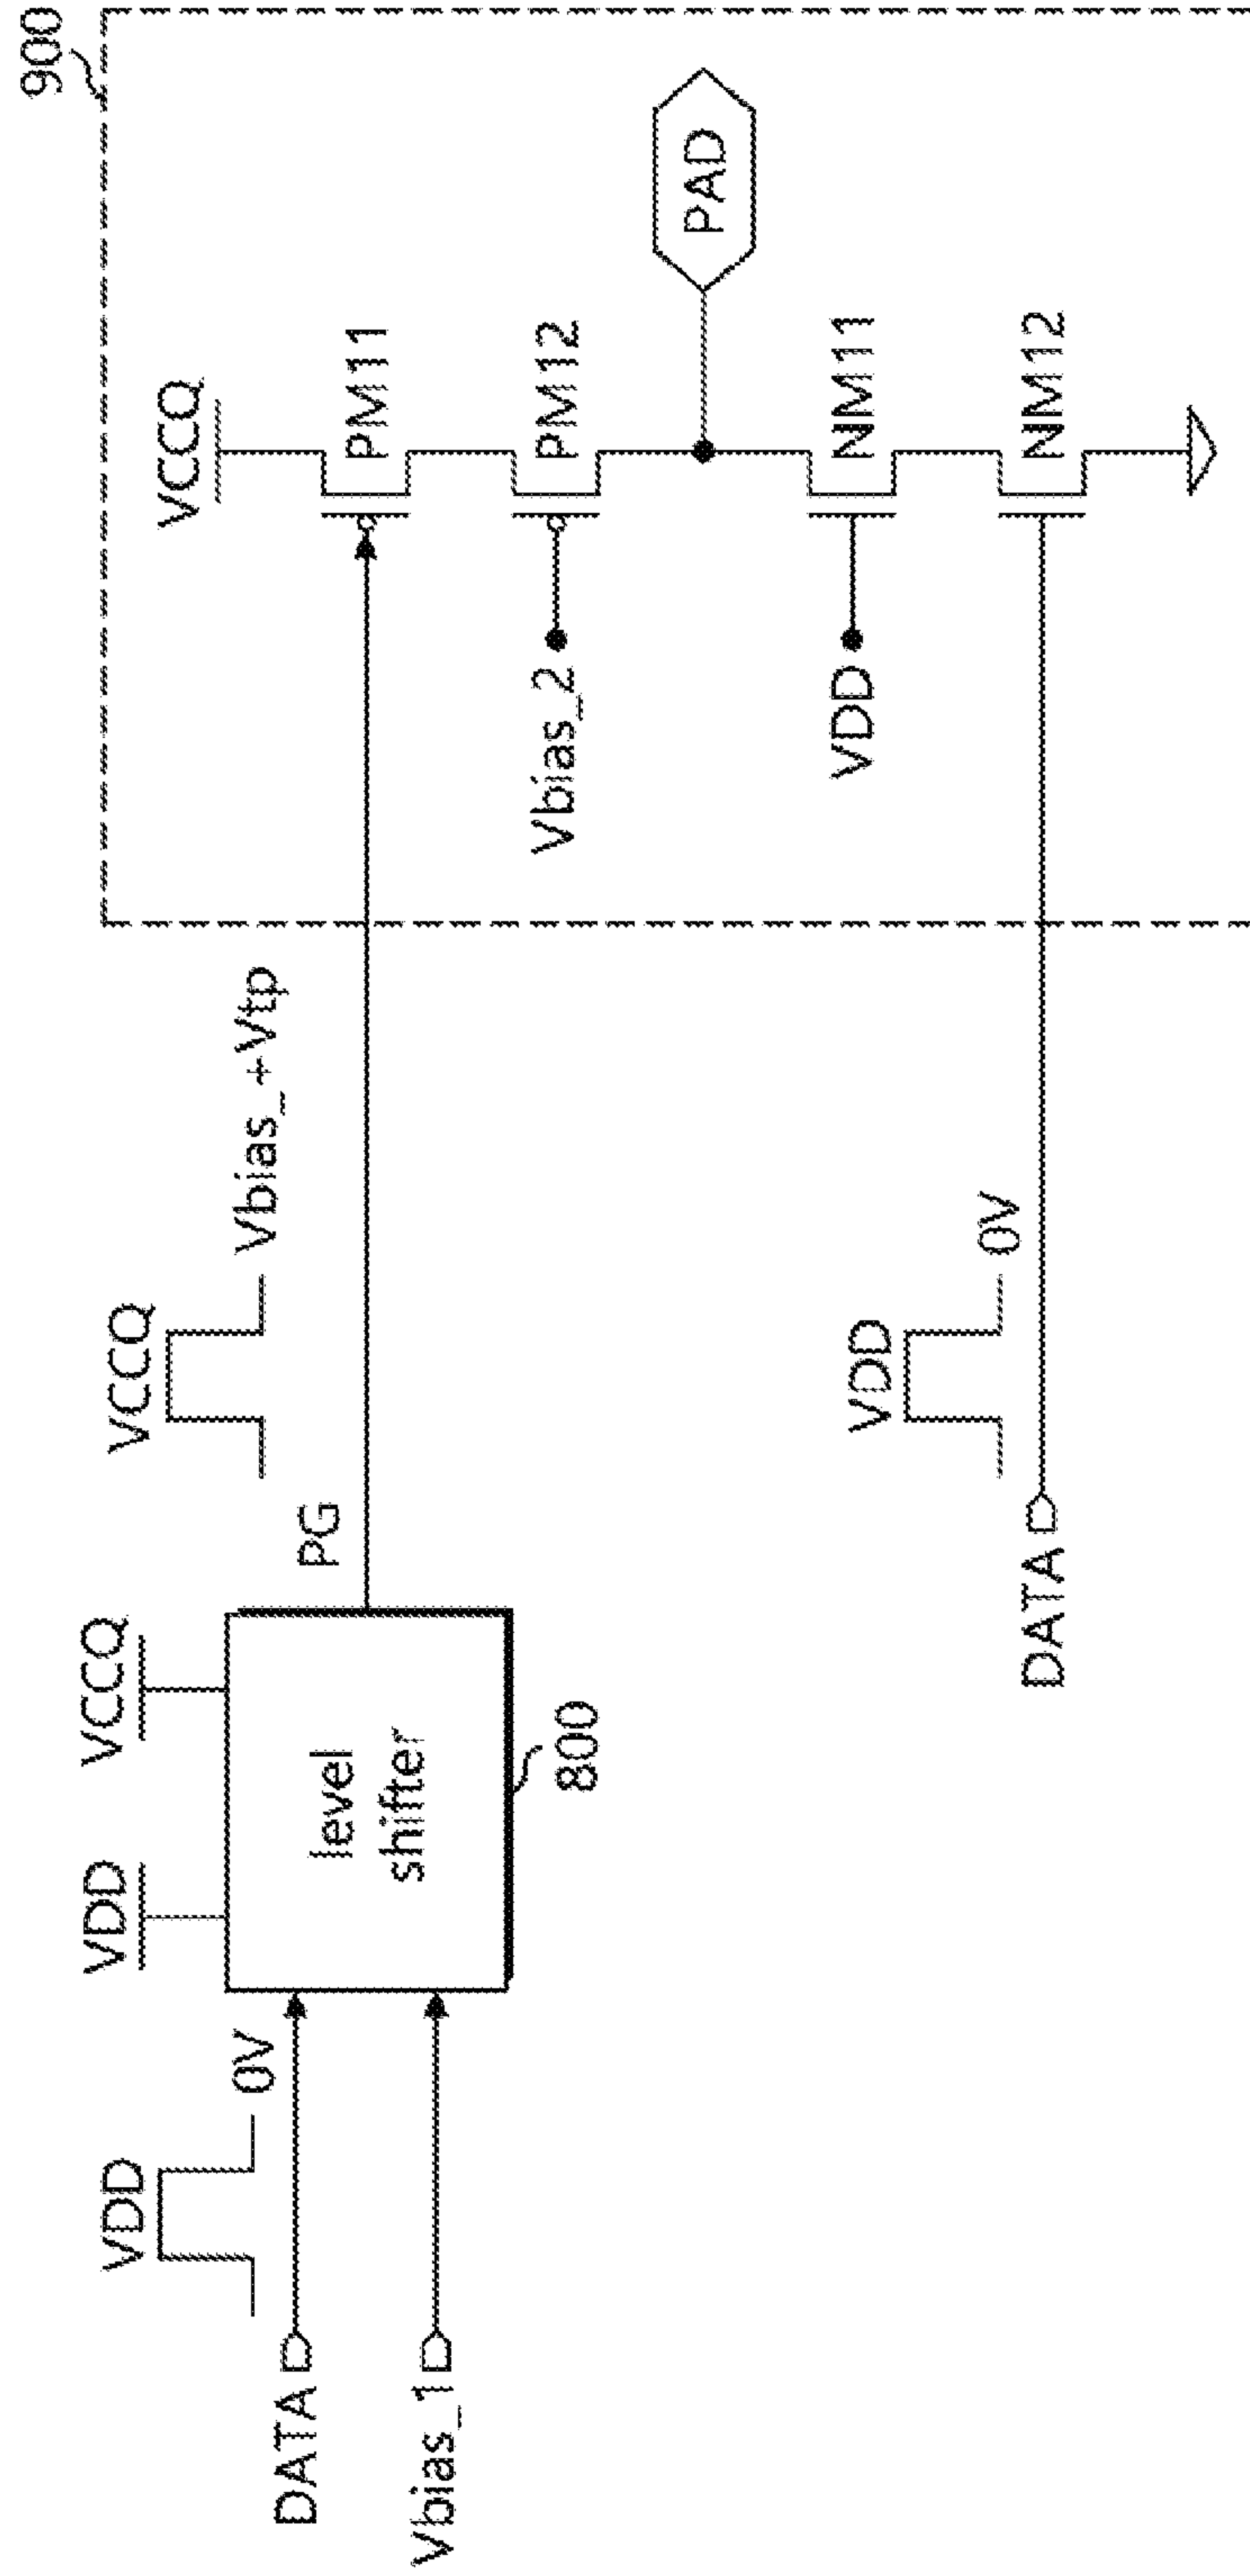 900
VCCQ
PM11
PM12
Vbias_2
PAD
VDD
NM11
NM12
VDD
VCCQ
level
shifter
800
PG
VCCQ
Vbias_+Vtp
VDD
0V
DATA
Vbias_1
VDD
0V
DATA